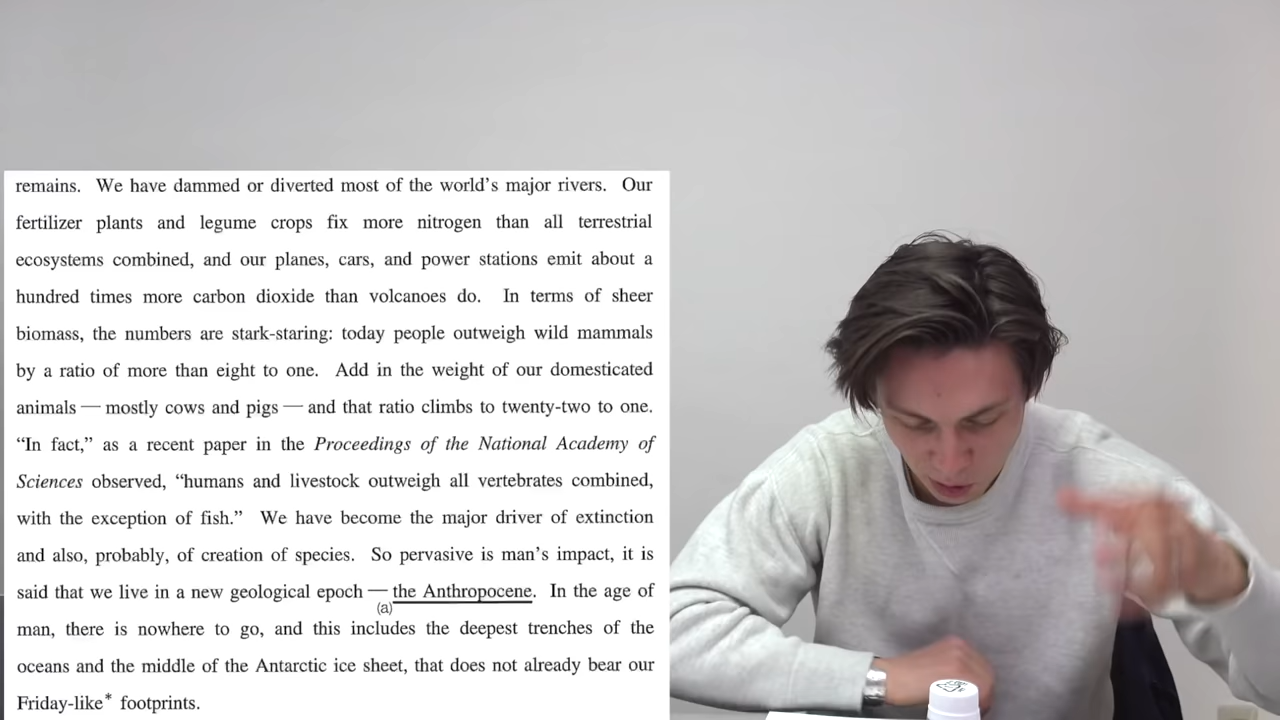 remains. We have dammed or diverted most of the world's major rivers. Our
fertilizer plants and legume crops fix more nitrogen than all terrestrial
ecosystems combined, and our planes, cars, and power stations emit about a
hundred times more carbon dioxide than volcanoes do. In terms of sheer
biomass, the numbers are stark-staring: today people outweigh wild mammals
by a ratio of more than eight to one. Add in the weight of our domesticated
animals — mostly cows and pigs — and that ratio climbs to twenty-two to one.
“In fact,” as a recent paper in the Proceedings of the National Academy of
Sciences observed, “humans and livestock outweigh all vertebrates combined,
with the exception of fish.” We have become the major driver of extinction
and also, probably, of creation of species. So pervasive is man's impact, it is
said that we live in a new geological epoch — the Anthropocene. In the age of
(a)
man, there is nowhere to go, and this includes the deepest trenches of the
oceans and the middle of the Antarctic ice sheet, that does not already bear our
Friday-like* footprints.